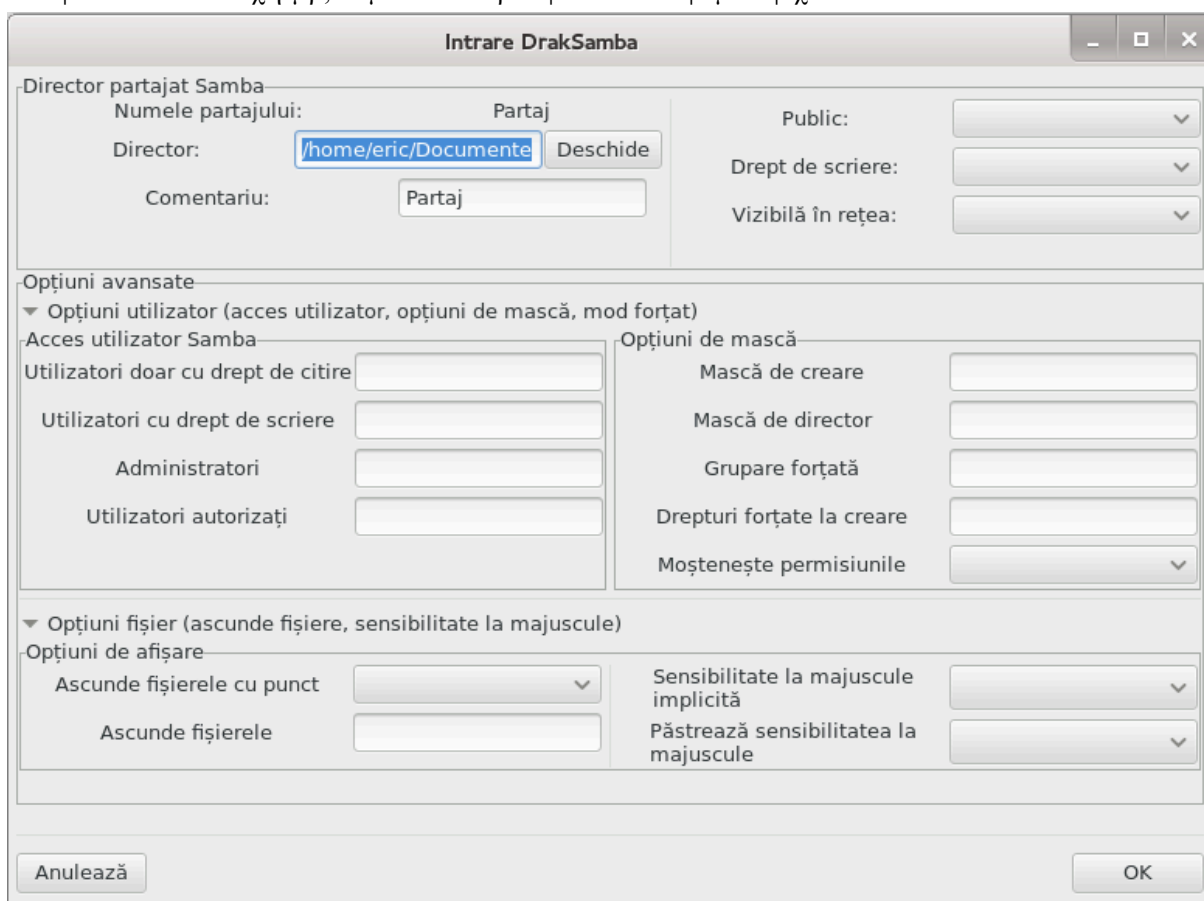 Intrare DrakSamba
Director partajat Samba
Numele partajului: Partaj
Director: /home/eric/Documente Deschide
Comentariu: Partaj
Public:
Drept de scriere:
Vizibilă în rețea:
Opțiuni avansate
Opțiuni utilizator (acces utilizator, opțiuni de mască, mod forțat)
Acces utilizator Samba
Utilizatori doar cu drept de citire
Utilizatori cu drept de scriere
Administratori
Utilizatori autorizați
Opțiuni de mască
Mască de creare
Mască de director
Grupare forțată
Drepturi forțate la creare
Moștenește permisiunile
Opțiuni fișier (ascunde fișiere, sensibilitate la majuscule)
Opțiuni de afișare
Ascunde fișierele cu punct
Ascunde fișierele
Sensibilitate la majuscule
implicită
Păstrează sensibilitatea la
majuscule
Anulează OK